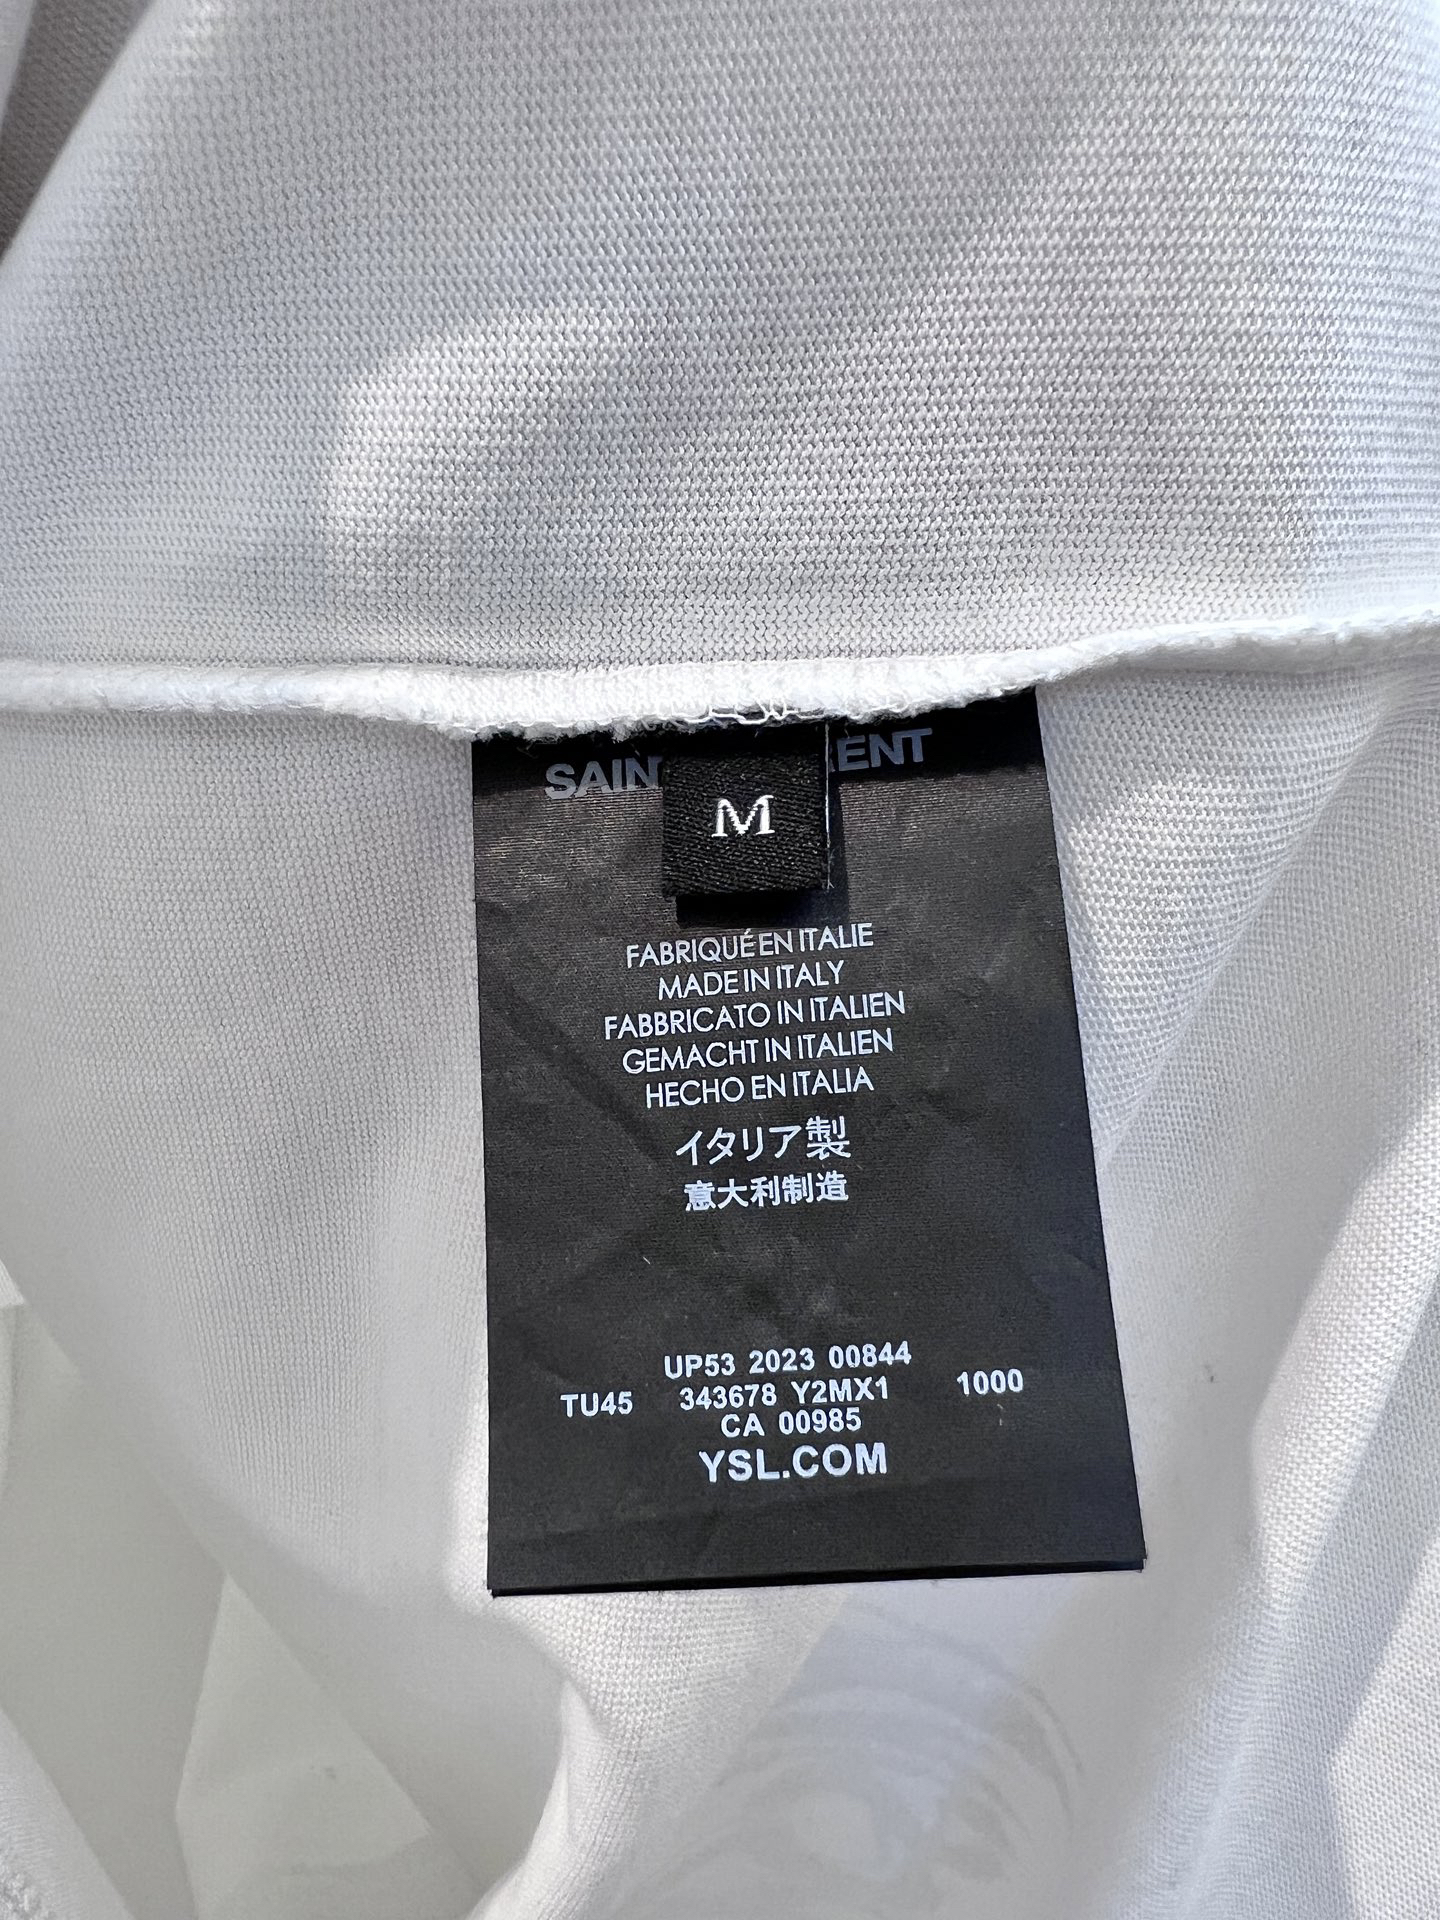 SAIN RENT
M
FABRIQUÉ EN ITALIE
MADE IN ITALY
FABBRICATO IN ITALIEN
GEMACHT IN ITALIEN
HECHO EN ITALIA
イタリア製
意大利制造
UP53 2023 00844
TU45 343678 Y2MX1 1000
CA 00985
YSL.COM